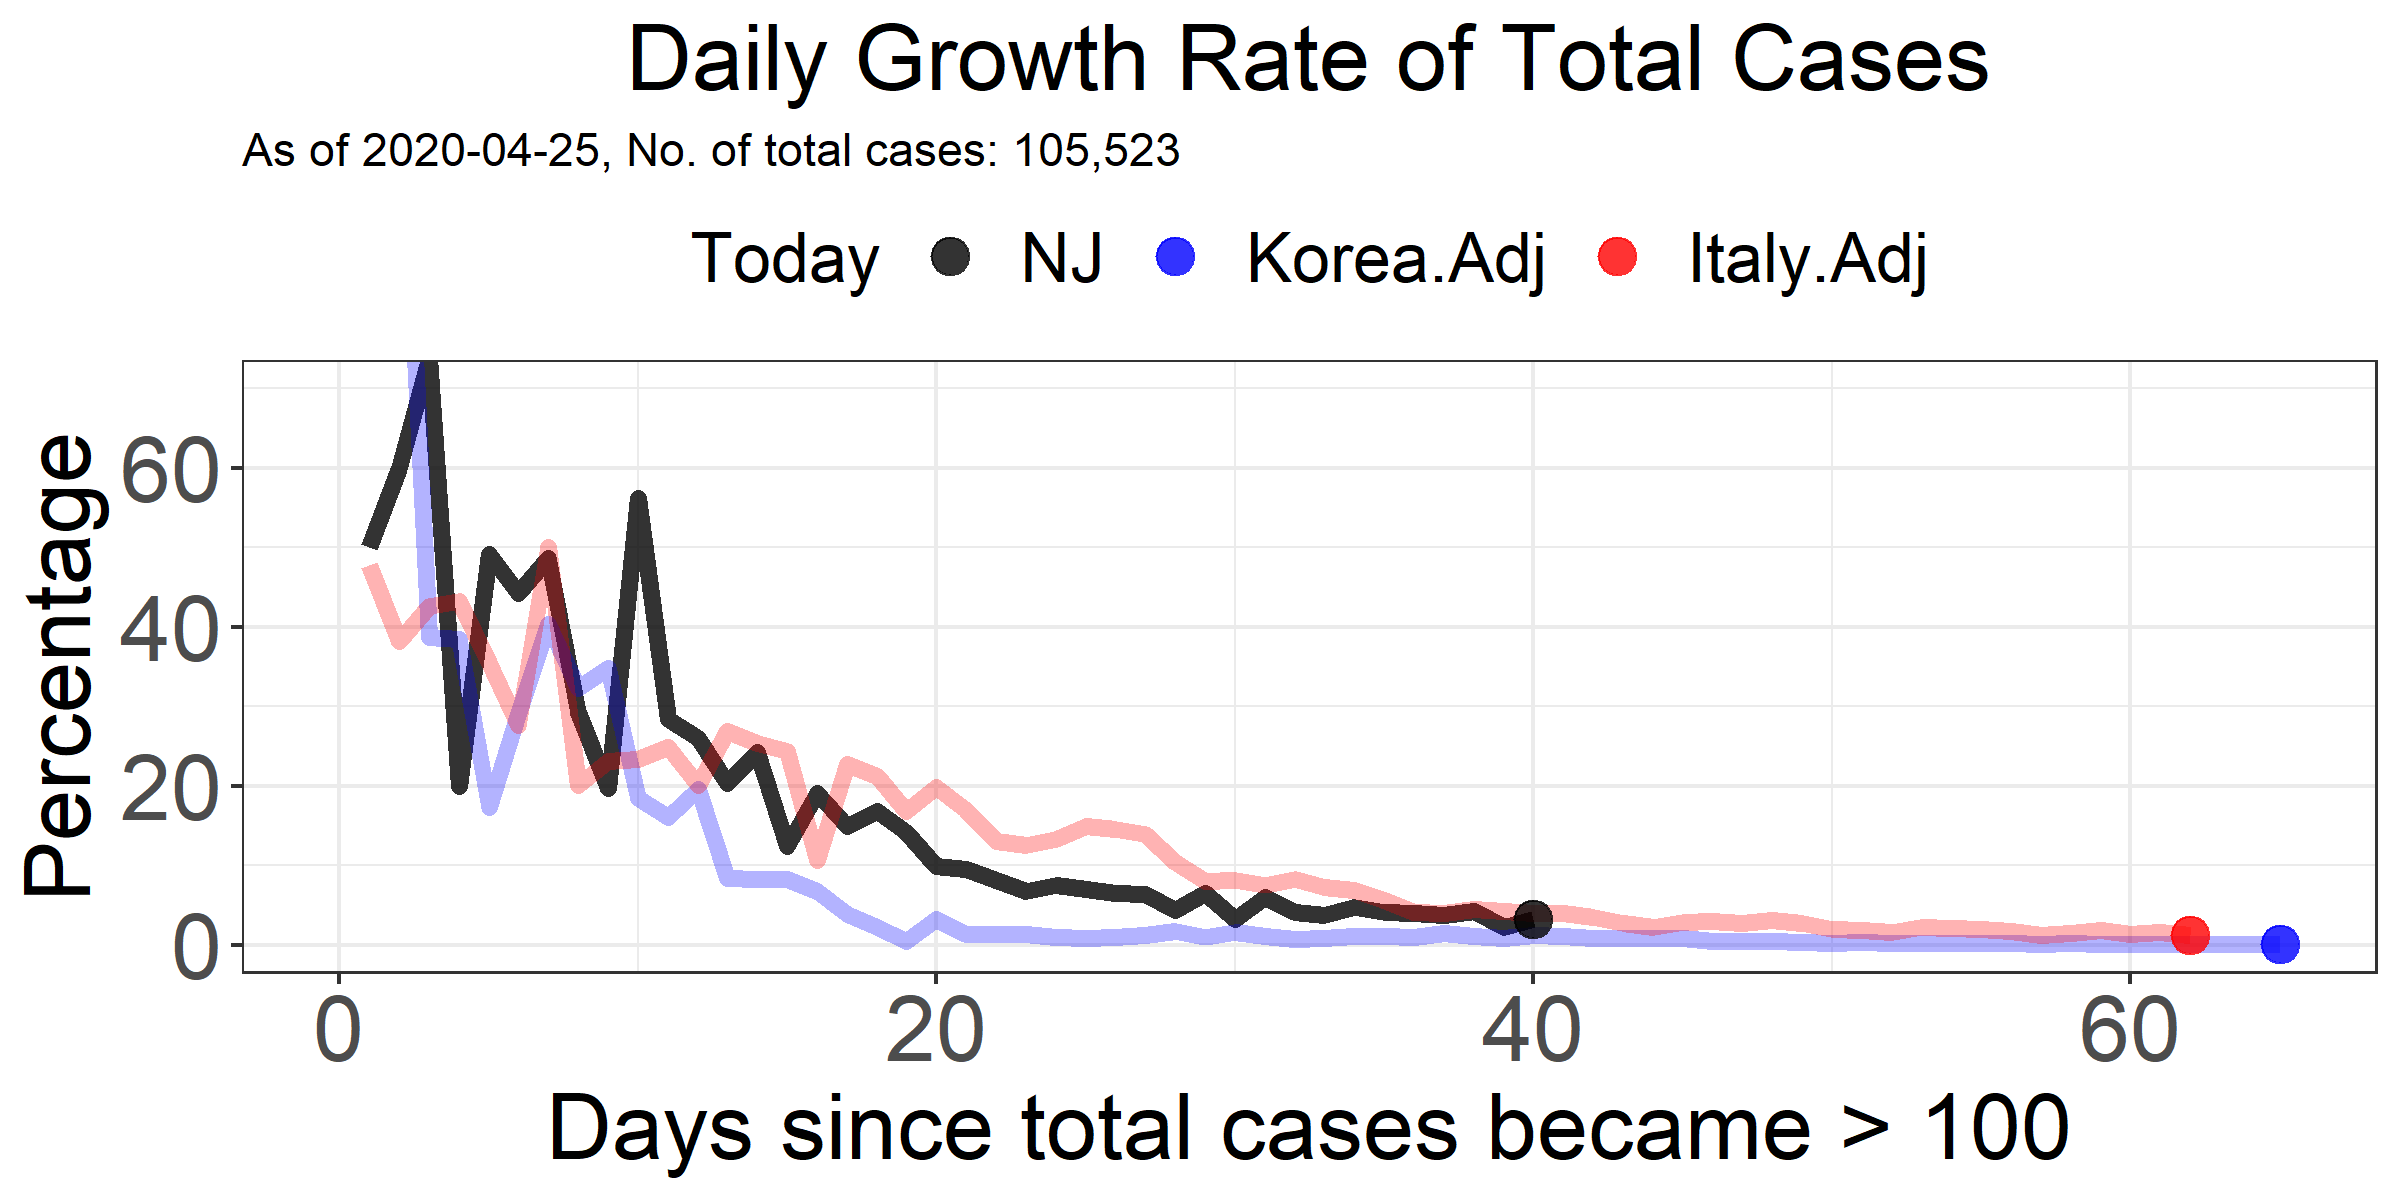 Daily Growth Rate of Total Cases
As of 2020-04-25, No. of total cases: 105,523
Today NJ Korea.Adj Italy.Adj
Percentage
60
40
20
0
0 20 40 60
Days since total cases became > 100